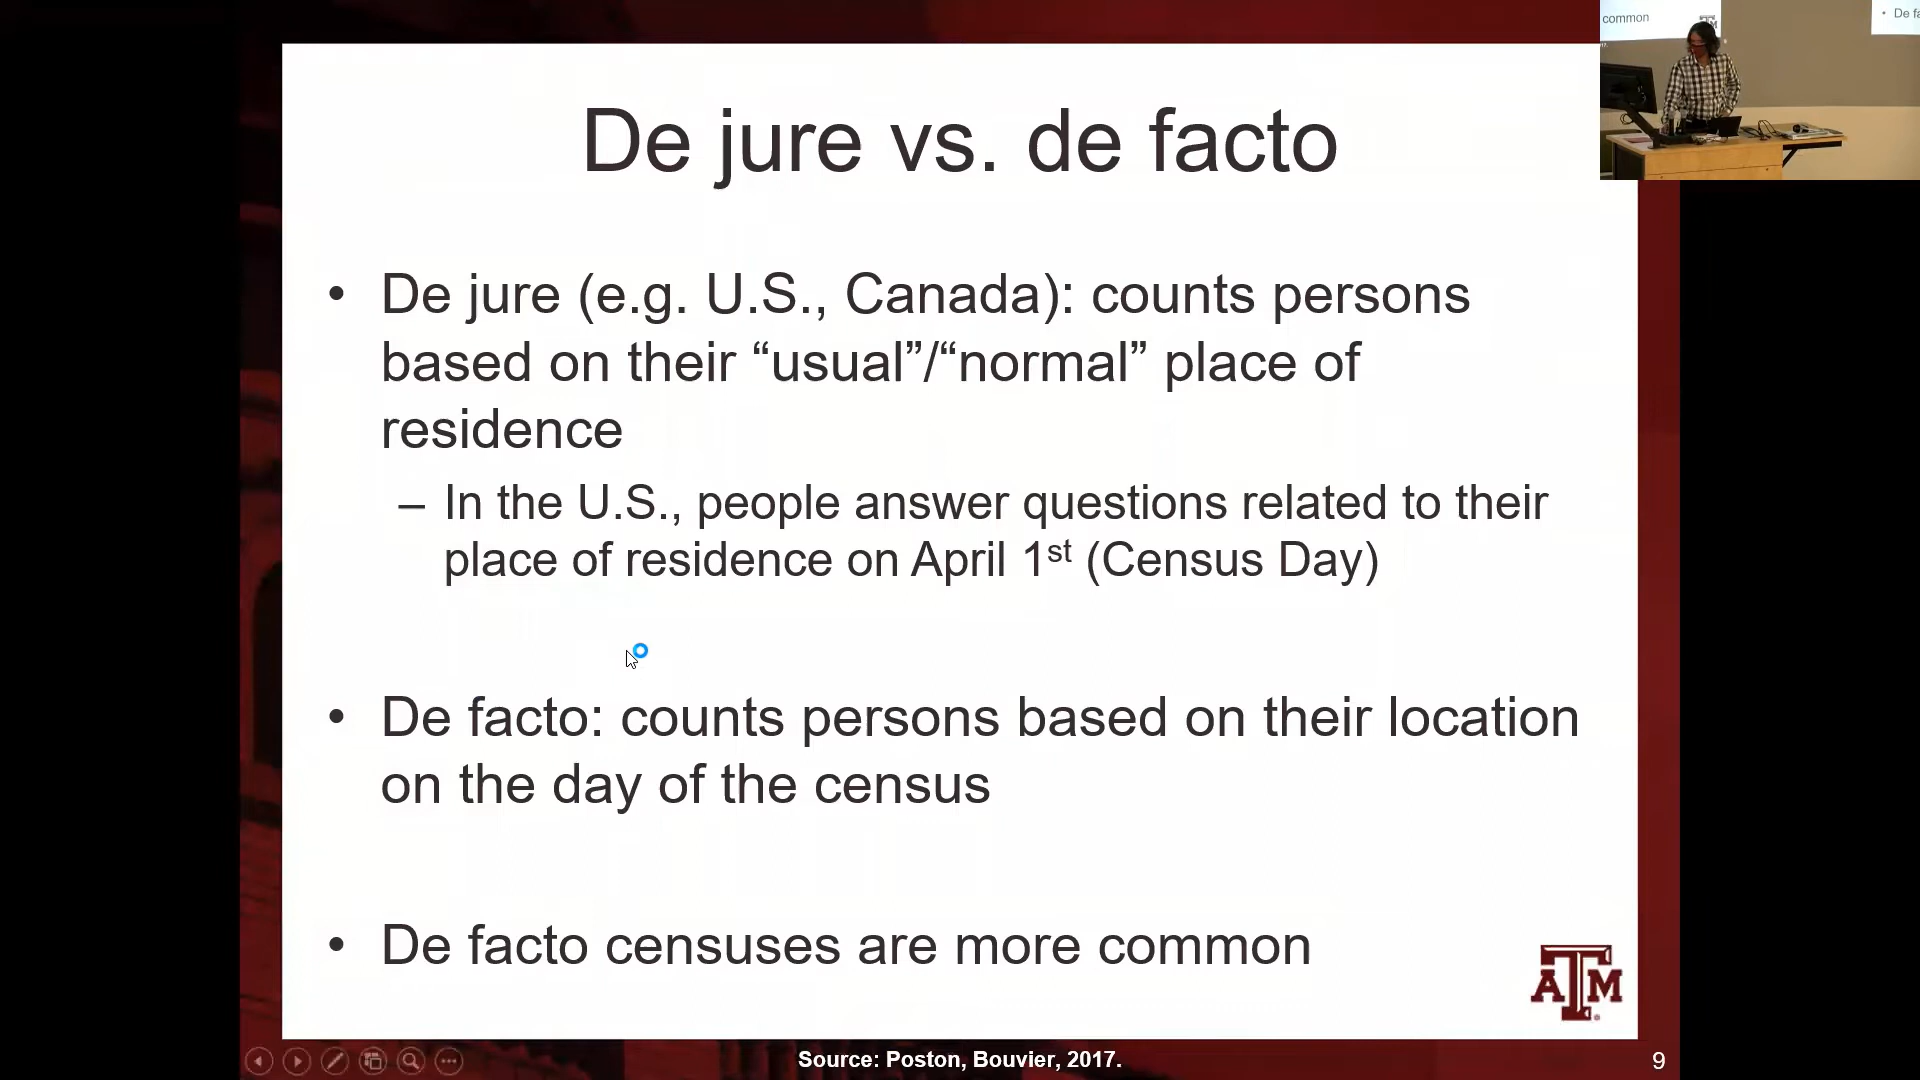 De jure vs. de facto
• De jure (e.g. U.S., Canada): counts persons
based on their “usual”/“normal” place of
residence
– In the U.S., people answer questions related to their
place of residence on April 1st (Census Day)
• De facto: counts persons based on their location
on the day of the census
• De facto censuses are more common
ATM
Source: Poston, Bouvier, 2017.
9
common
• De fa